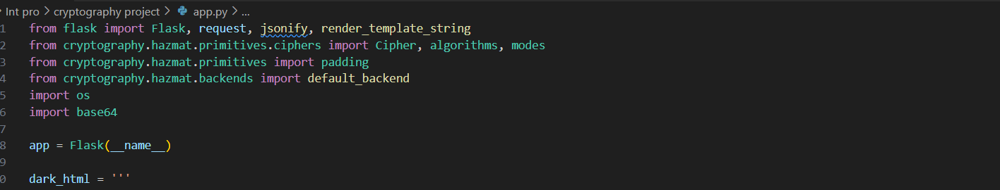 Int pro > cryptography project > app.py > ...
1 from flask import Flask, request, jsonify, render_template_string
2 from cryptography.hazmat.primitives.ciphers import Cipher, algorithms, modes
3 from cryptography.hazmat.primitives import padding
4 from cryptography.hazmat.backends import default_backend
5 import os
6 import base64
7
8 app = Flask(__name__)
9
0 dark_html = '''